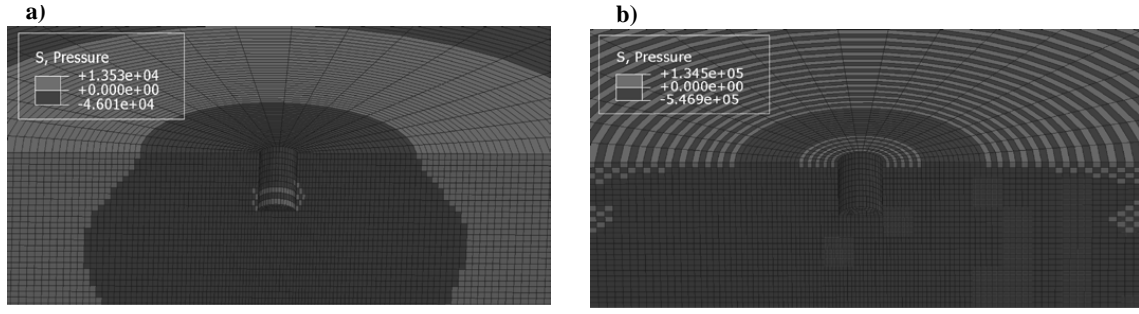 a)
S, Pressure
+1.353e+04
+0.000e+00
-4.601e+04
b)
S, Pressure
+1.345e+05
+0.000e+00
-5.469e+05